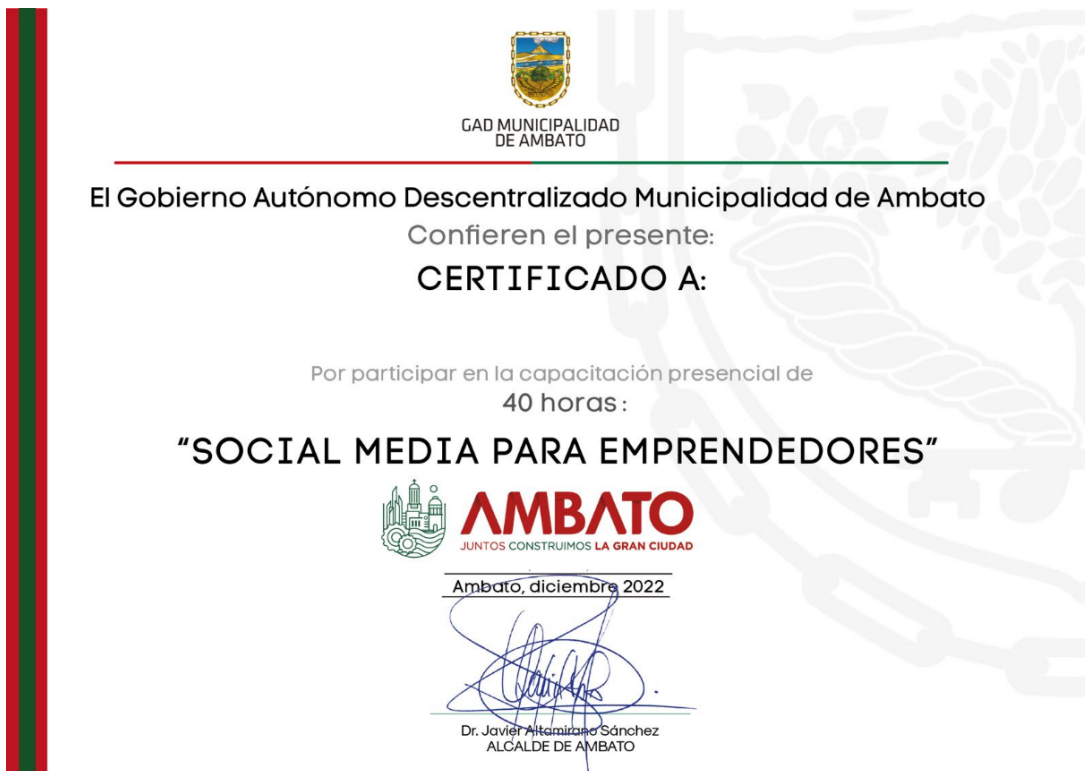 GAD MUNICIPALIDAD
DE AMBATO
El Gobierno Autónomo Descentralizado Municipalidad de Ambato
Confieren el presente:
CERTIFICADO A:
Por participar en la capacitación presencial de
40 horas :
“SOCIAL MEDIA PARA EMPRENDEDORES”
AMBATO
JUNTOS CONSTRUIMOS LA GRAN CIUDAD
Ambato, diciembre 2022
Dr. Javier Altamirano Sánchez
ALCALDE DE AMBATO